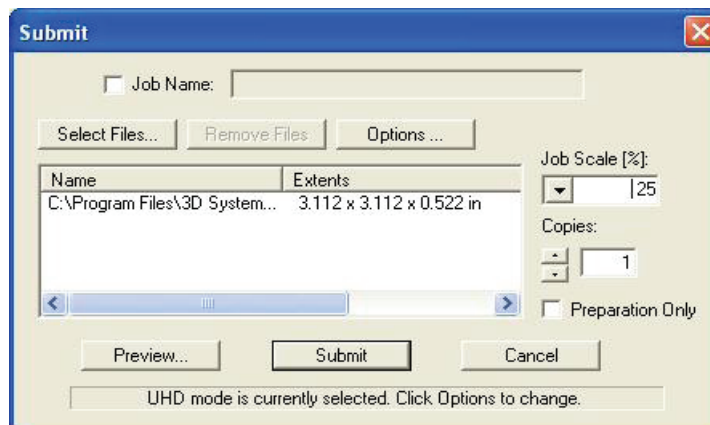 Submit
Job Name:
Select Files... Remove Files Options ...
Job Scale [%]:
Name Extents
C:\Program Files\3D System... 3.112 x 3.112 x 0.522 in
25
Copies:
1
Preparation Only
Preview... Submit Cancel
UHD mode is currently selected. Click Options to change.